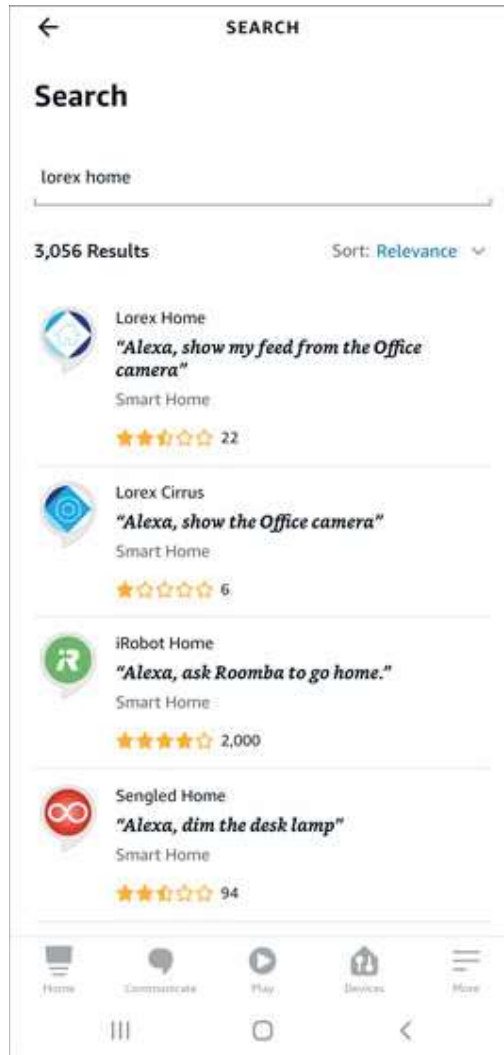 SEARCH
Search
lorex home
3,056 Results Sort: Relevance
Lorex Home
“Alexa, show my feed from the Office
camera”
Smart Home
22
Lorex Cirrus
“Alexa, show the Office camera”
Smart Home
6
iRobot Home
“Alexa, ask Roomba to go home.”
Smart Home
2,000
Sengled Home
“Alexa, dim the desk lamp”
Smart Home
94
Home Communicate Play Devices More